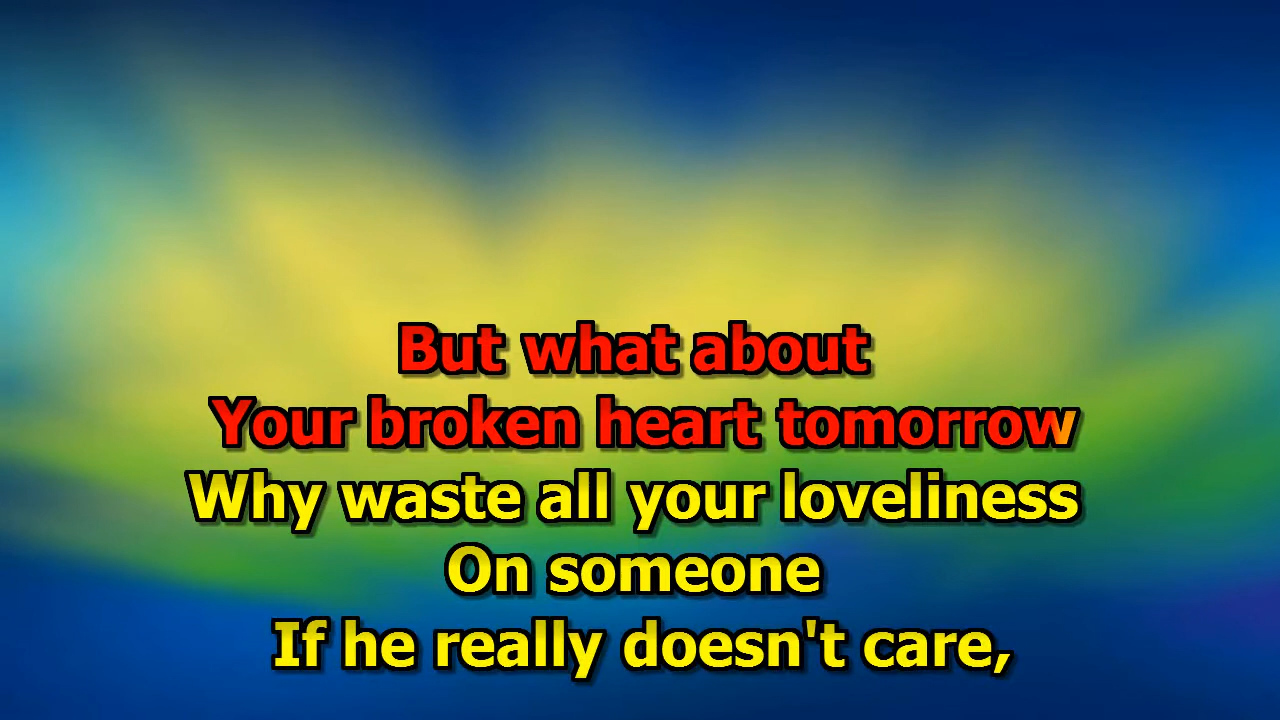 But what about
Your broken heart tomorrow
Why waste all your loveliness
On someone
If he really doesn't care,